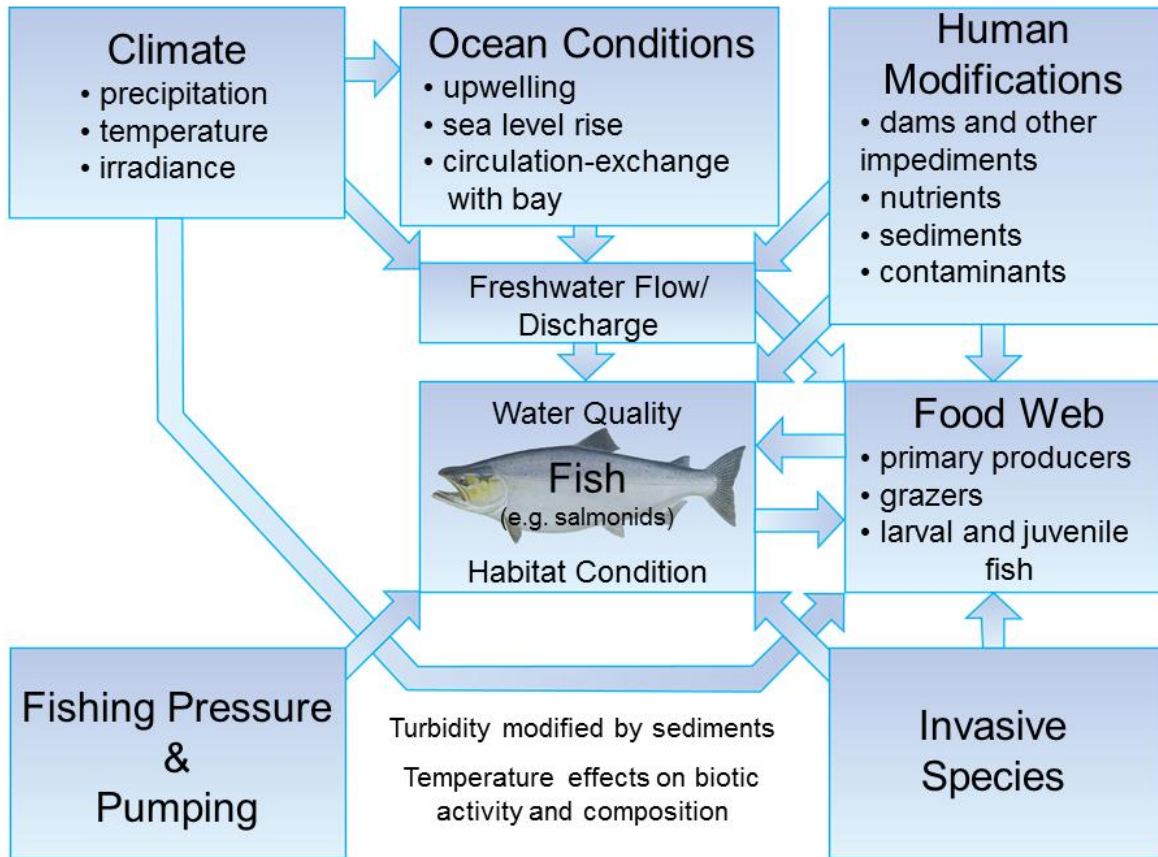 Climate
• precipitation
• temperature
• irradiance
Ocean Conditions
• upwelling
• sea level rise
• circulation-exchange
with bay
Human
Modifications
• dams and other
impediments
• nutrients
• sediments
• contaminants
Freshwater Flow/
Discharge
Water Quality
Fish
(e.g. salmonids)
Habitat Condition
Food Web
• primary producers
• grazers
• larval and juvenile
fish
Fishing Pressure
&
Pumping
Turbidity modified by sediments
Temperature effects on biotic
activity and composition
Invasive
Species